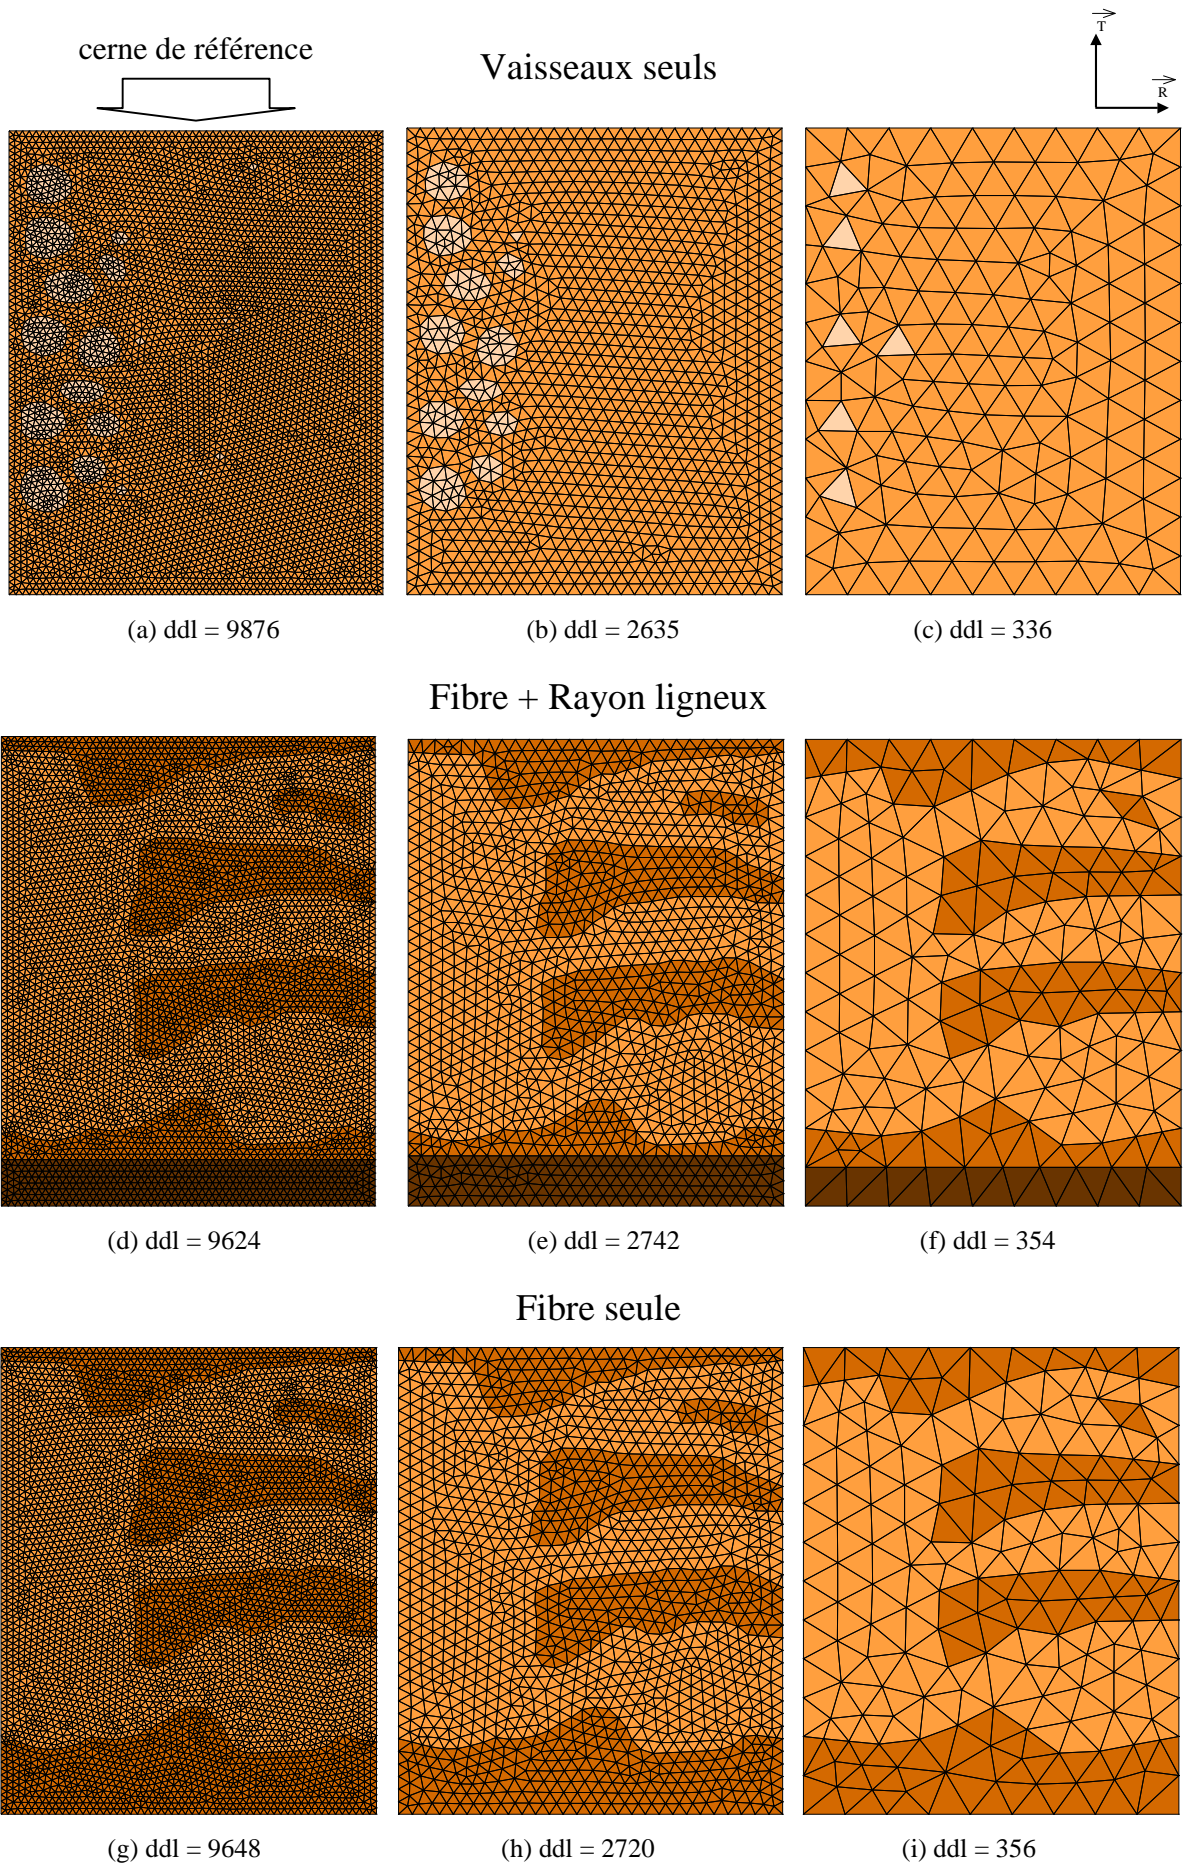 cerne de référence
Vaisseaux seuls
T
R
(a) ddl = 9876
(b) ddl = 2635
(c) ddl = 336
Fibre + Rayon ligneux
(d) ddl = 9624
(e) ddl = 2742
(f) ddl = 354
Fibre seule
(g) ddl = 9648
(h) ddl = 2720
(i) ddl = 356